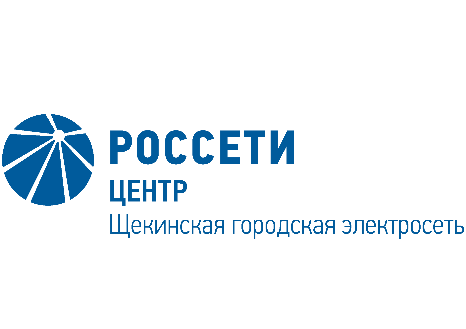 РОССЕТИ
ЦЕНТР
Щекинская городская электросеть